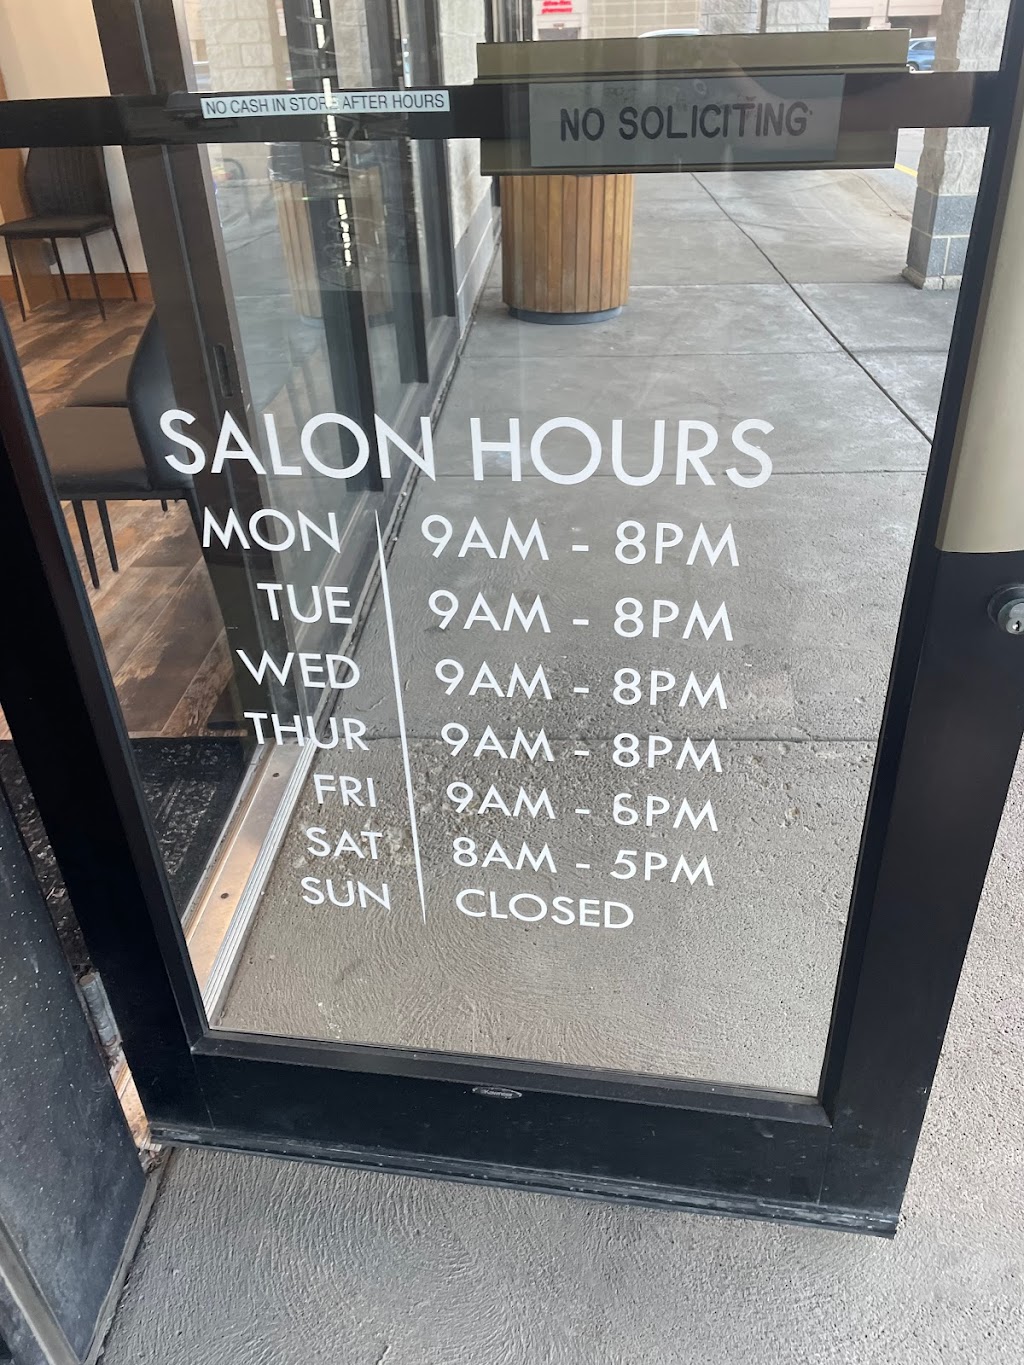 NO CASH IN STORE AFTER HOURS
NO SOLICITING
SALON HOURS
MON 9AM - 8PM
TUE 9AM - 8PM
WED 9AM - 8PM
THUR 9AM - 8PM
FRI 9AM - 6PM
SAT 8AM - 5PM
SUN CLOSED